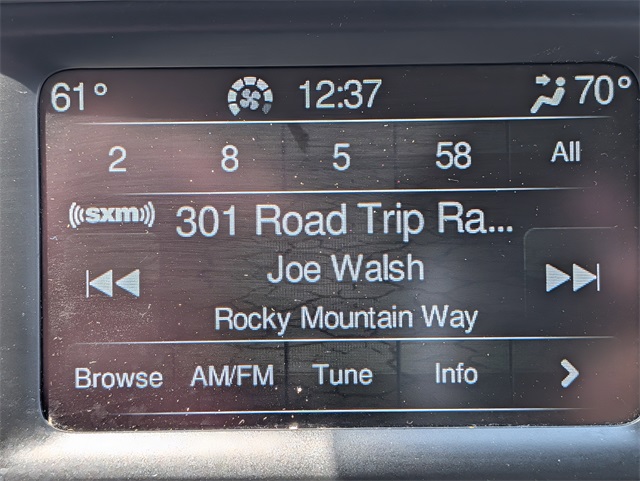 61° 12:37 70°
2 8 5 58 All
((sxm)) 301 Road Trip Ra...
Joe Walsh
Rocky Mountain Way
Browse AM/FM Tune Info >